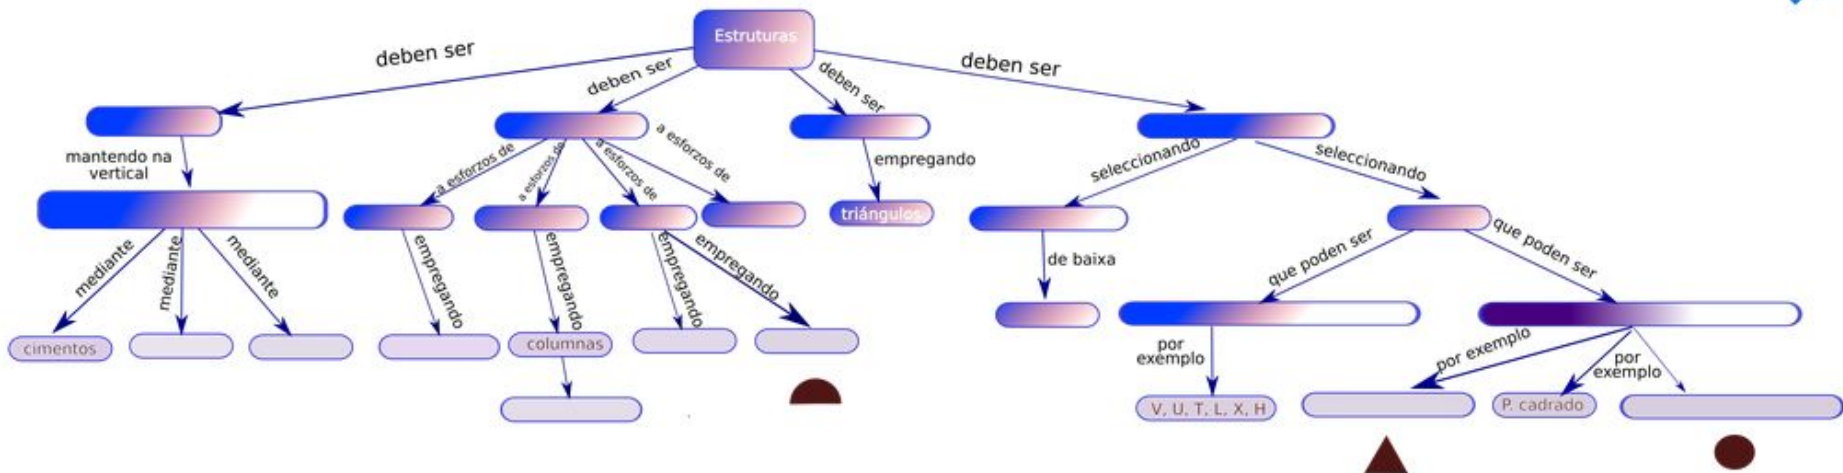 Estruturas
deben ser
deben ser
deben ser
deben ser
mantendo na
vertical
a esforzos de
a esforzos de
a esforzos de
a esforzos de
empregando
seleccionando
seleccionando
triángulos
mediante
mediante
mediante
empregando
empregando
empregando
empregando
de baixa
que poden ser
que poden ser
cimentos
columnas
por
exemplo
por exemplo
por
exemplo
V, U, T, L, X, H
P. cadrado